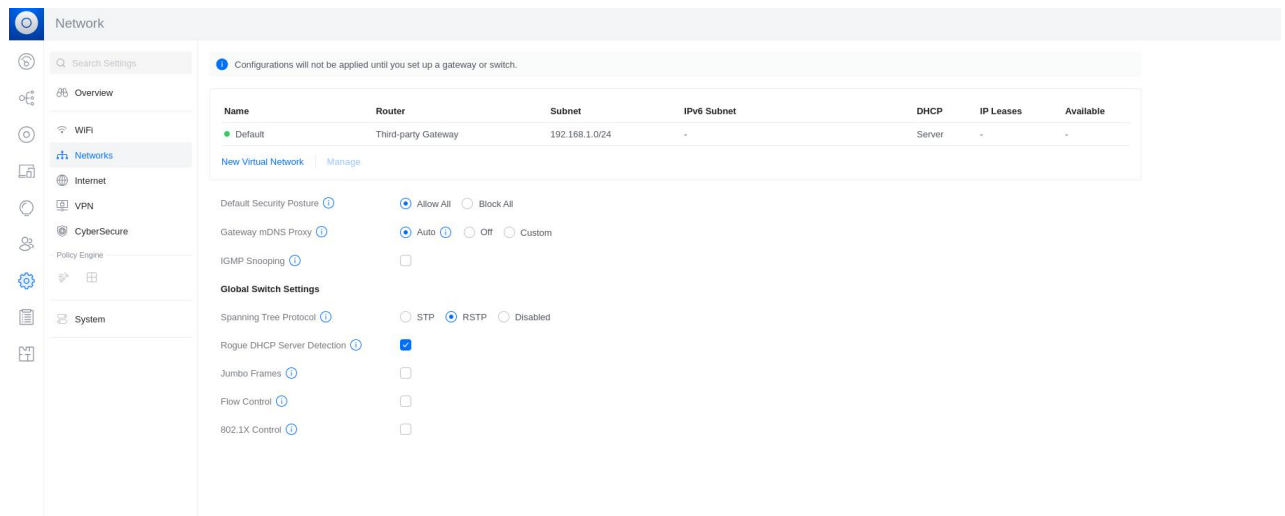 Network
Search Settings
Overview
WiFi
Networks
Internet
VPN
CyberSecure
Policy Engine
System
Configurations will not be applied until you set up a gateway or switch.
Name Router Subnet IPv6 Subnet DHCP IP Leases Available
Default Third-party Gateway 192.168.1.0/24 - Server - -
New Virtual Network Manage
Default Security Posture Allow All Block All
Gateway mDNS Proxy Auto Off Custom
IGMP Snooping
Global Switch Settings
Spanning Tree Protocol STP RSTP Disabled
Rogue DHCP Server Detection
Jumbo Frames
Flow Control
802.1X Control